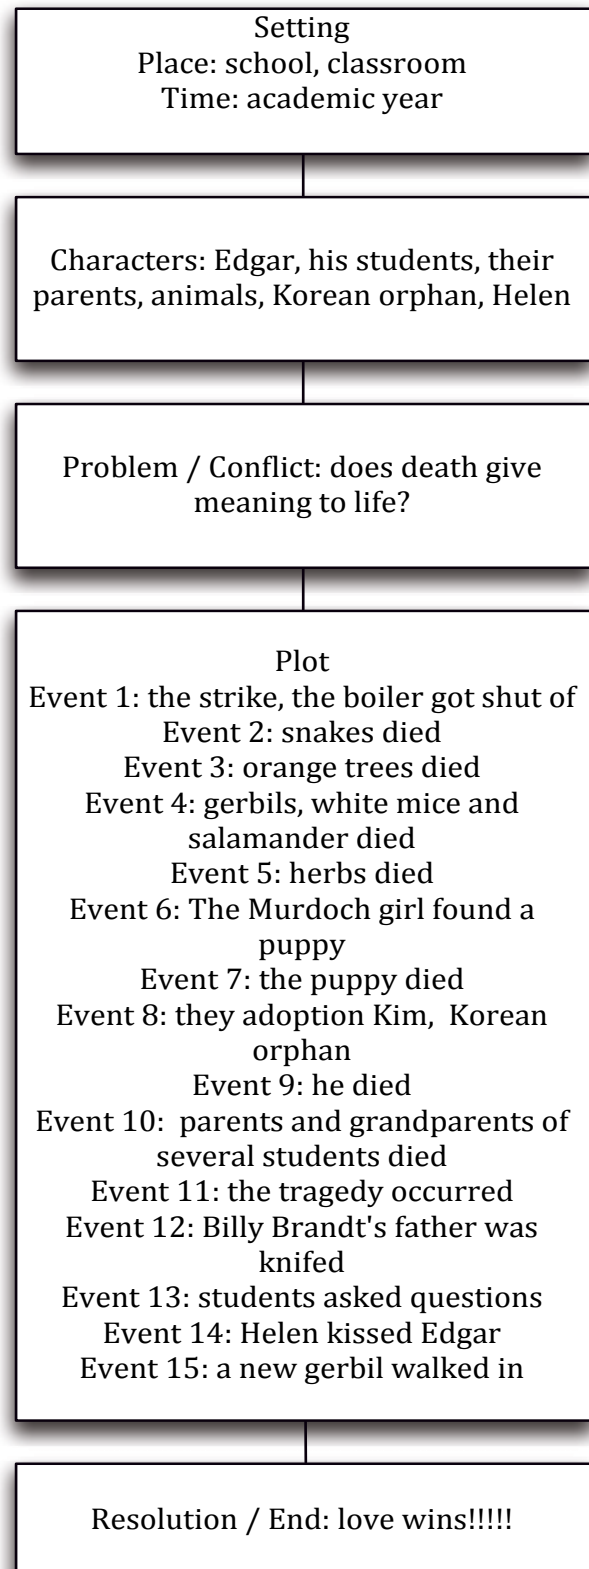 Setting
Place: school, classroom
Time: academic year
Characters: Edgar, his students, their
parents, animals, Korean orphan, Helen
Problem / Conflict: does death give
meaning to life?
Plot
Event 1: the strike, the boiler got shut of
Event 2: snakes died
Event 3: orange trees died
Event 4: gerbils, white mice and
salamander died
Event 5: herbs died
Event 6: The Murdoch girl found a
puppy
Event 7: the puppy died
Event 8: they adoption Kim,  Korean
orphan
Event 9: he died
Event 10:  parents and grandparents of
several students died
Event 11: the tragedy occurred
Event 12: Billy Brandt's father was
knifed
Event 13: students asked questions
Event 14: Helen kissed Edgar
Event 15: a new gerbil walked in
Resolution / End: love wins!!!!!